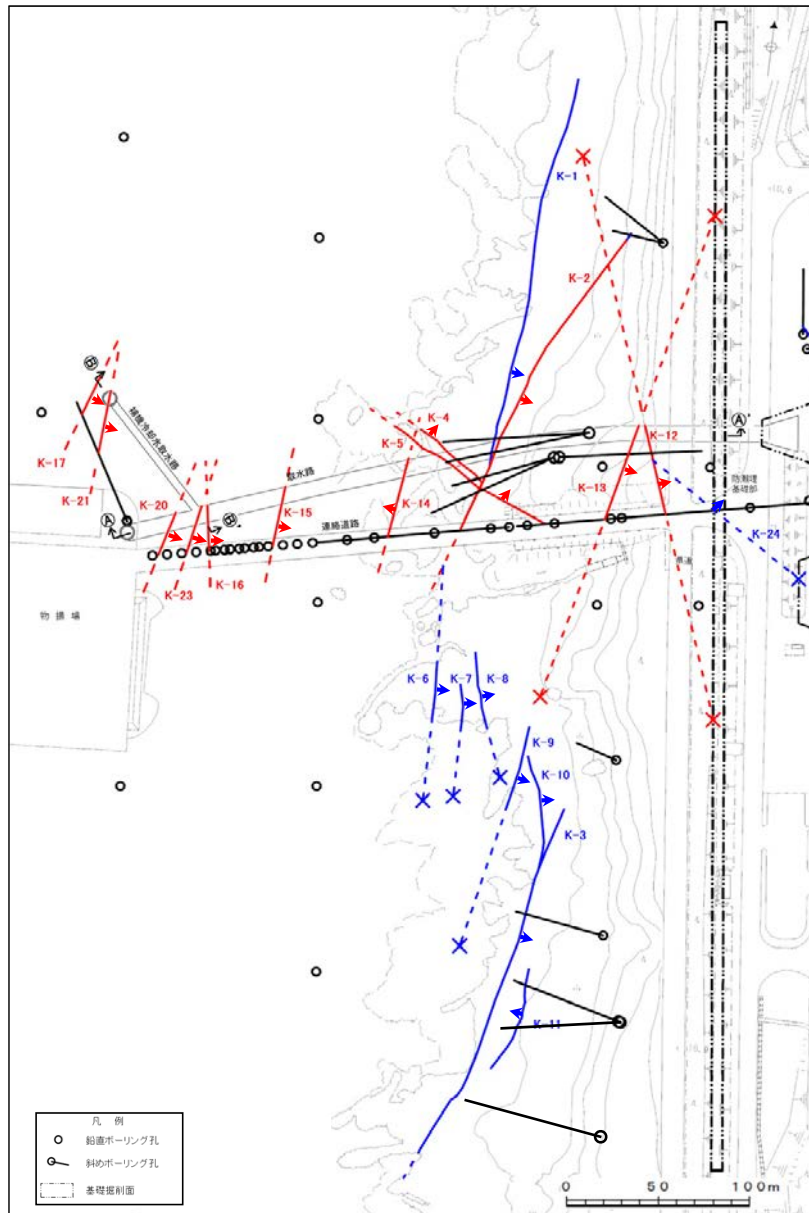 K-1
K-2
K-4
K-5
K-12
Ⓐ'
Ⓑ
補機冷却水散水路
放水路
防潮堤
基礎部
K-17
K-21
K-20
K-14
K-13
K-15
Ⓐ
Ⓑ'
連絡道路
K-24
K-23
K-16
物揚場
K-6
K-7
K-8
K-9
K-10
K-3
K-11
凡 例
鉛直ボーリング孔
斜めボーリング孔
基礎掘削面
0 50 100m